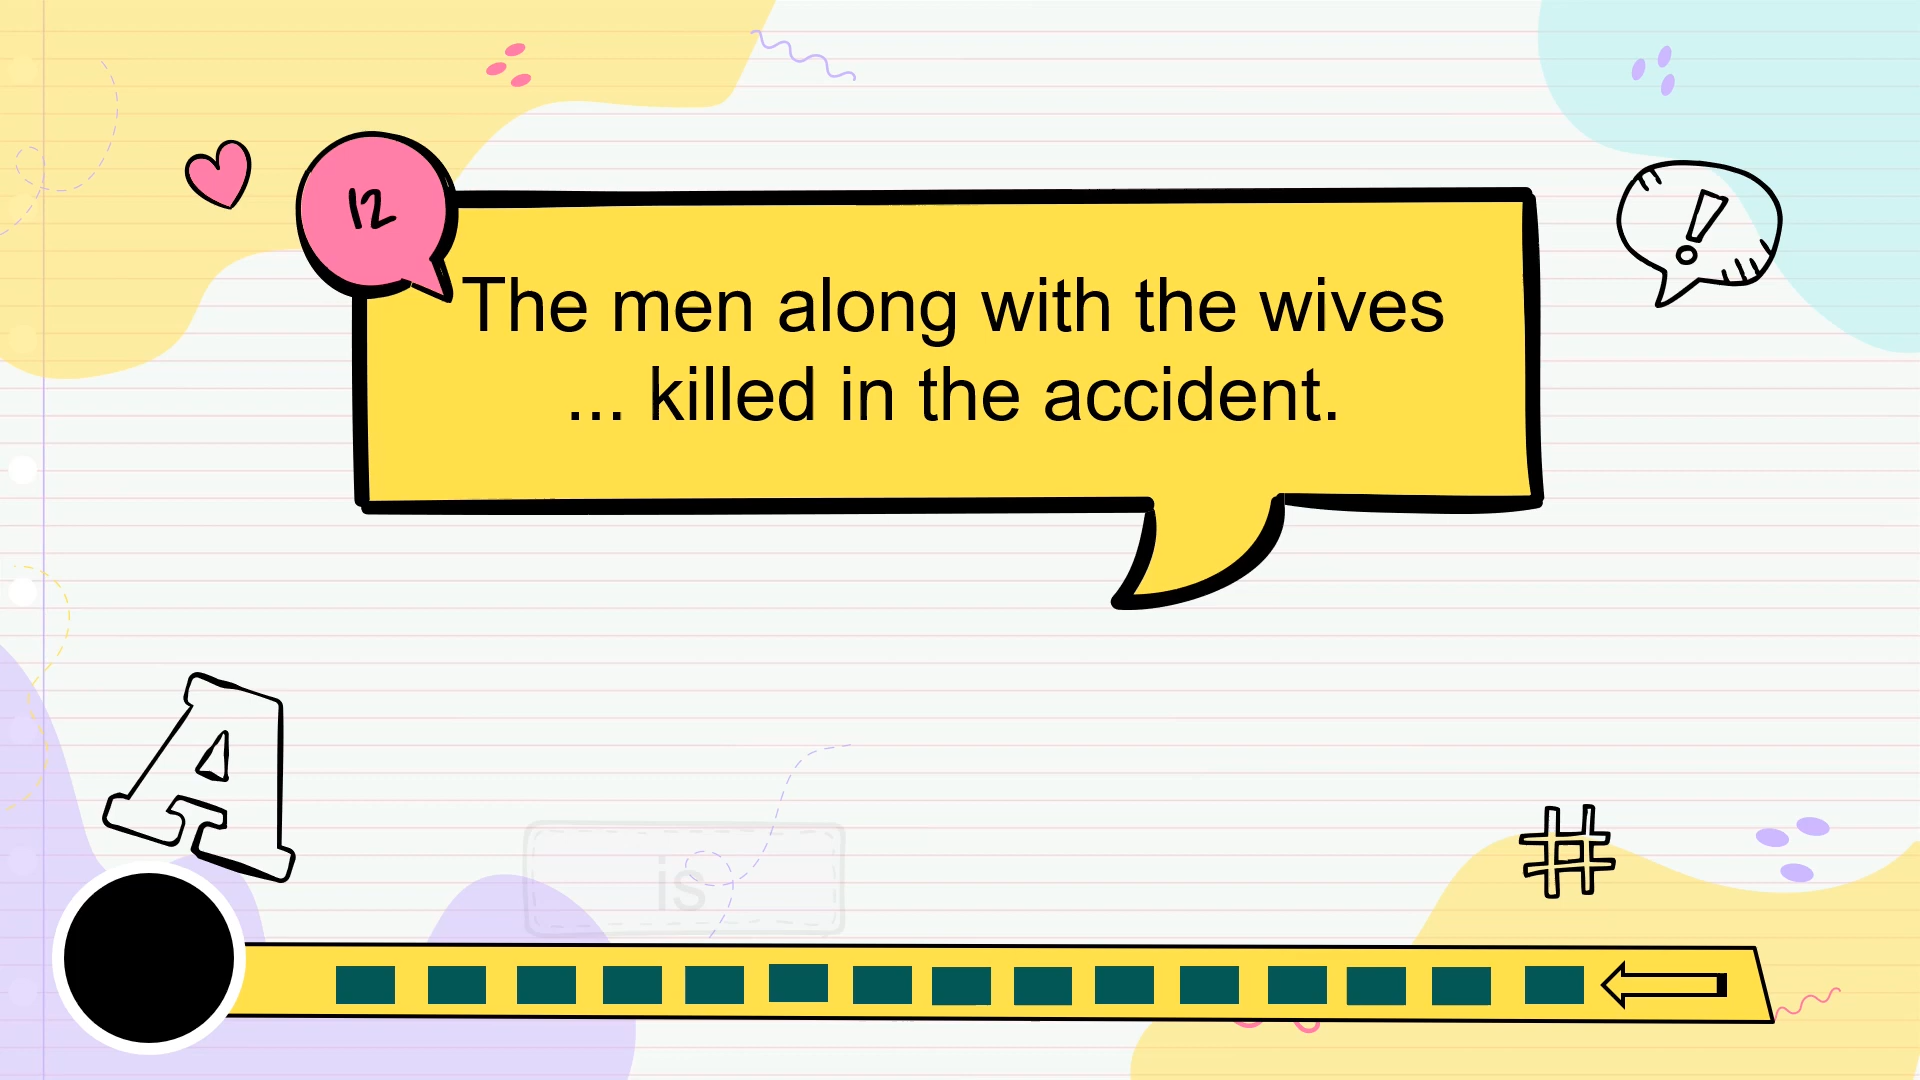 12
The men along with the wives
... killed in the accident.
!
A
is
#